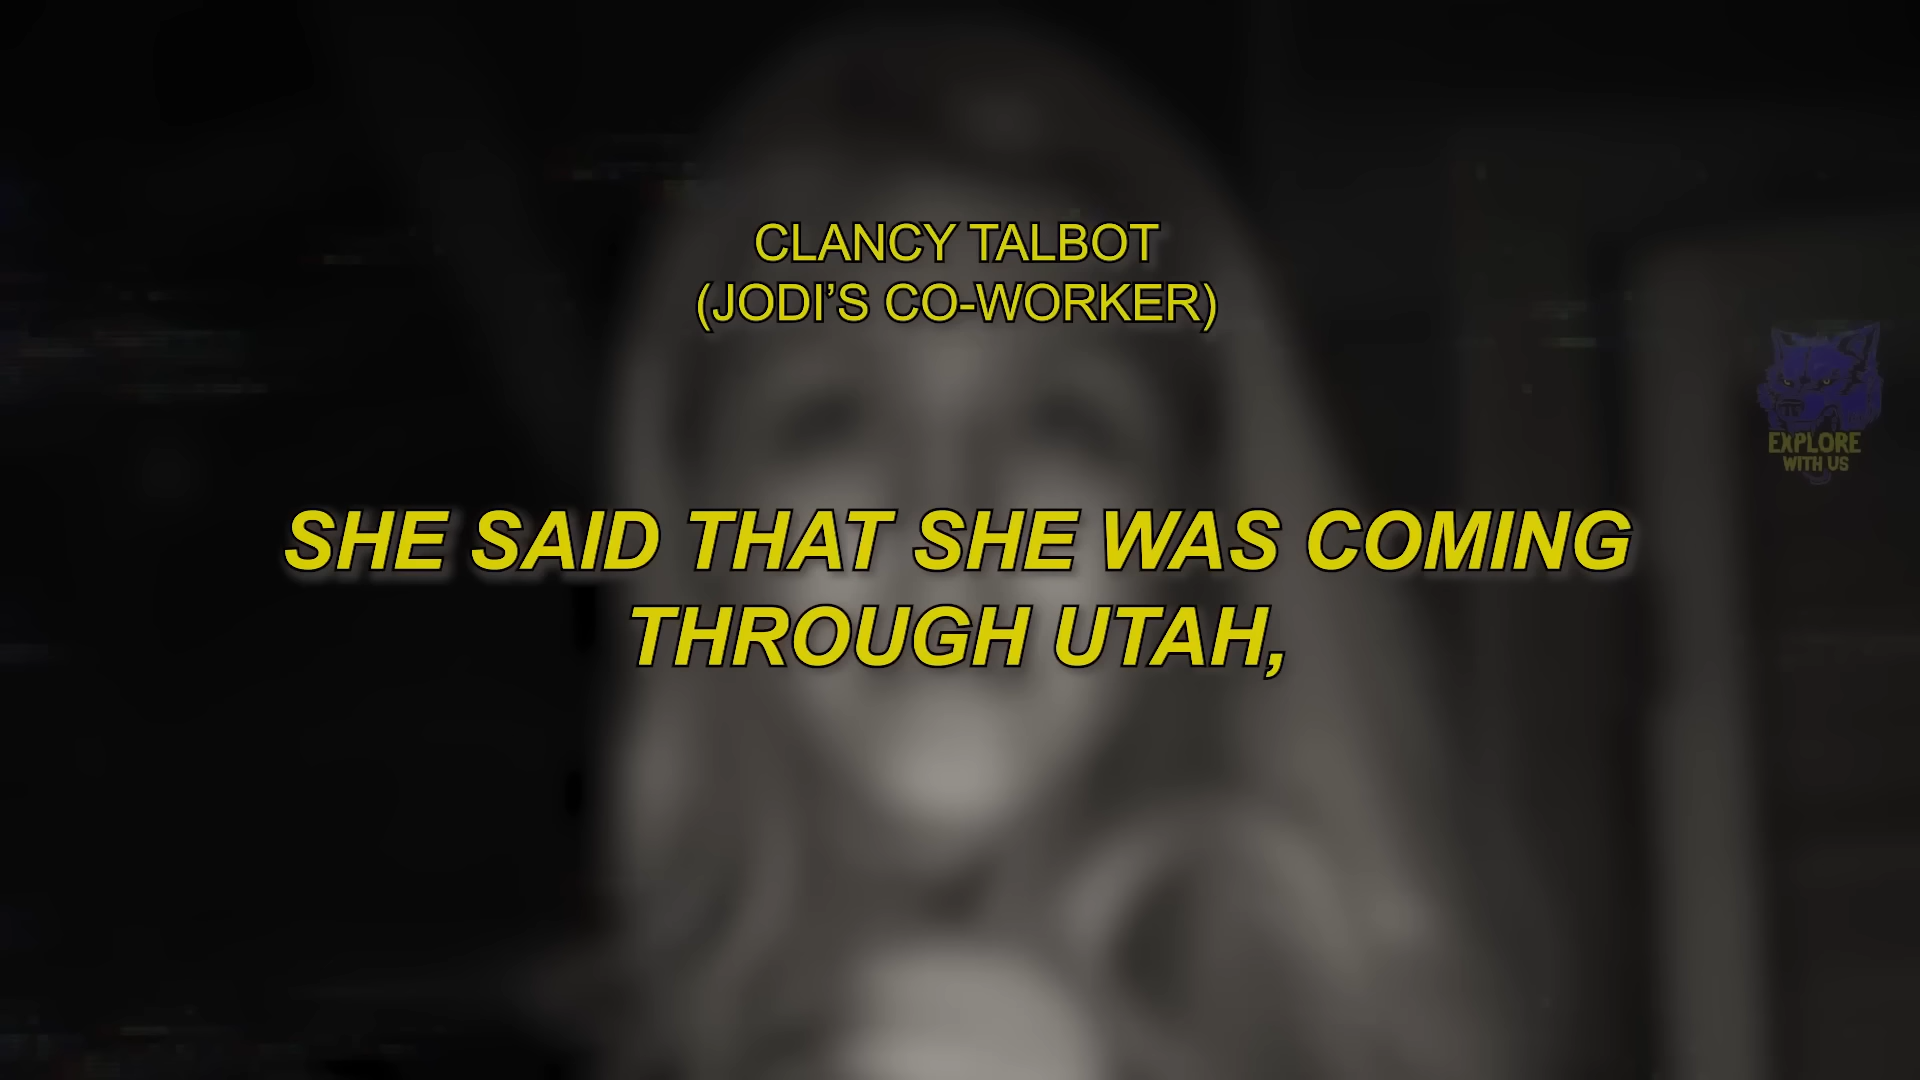 CLANCY TALBOT
(JODI’S CO-WORKER)
SHE SAID THAT SHE WAS COMING
THROUGH UTAH,
EXPLORE
WITH US